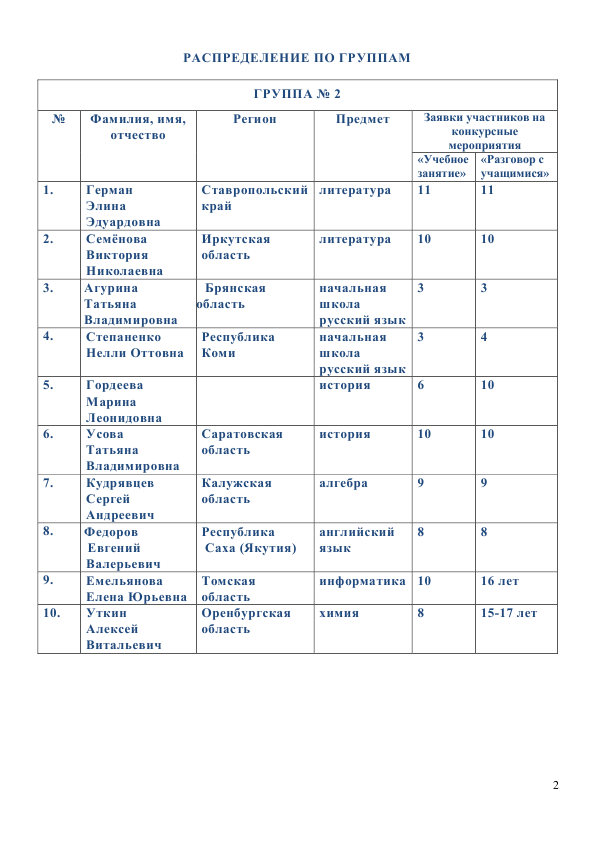 РАСПРЕДЕЛЕНИЕ ПО ГРУППАМ
ГРУППА № 2
№ Фамилия, имя, отчество Регион Предмет Заявки участников на конкурсные мероприятия
«Учебное занятие» «Разговор с учащимися»
1. Герман Элина Эдуардовна Ставропольский край литература 11 11
2. Семёнова Виктория Николаевна Иркутская область литература 10 10
3. Агурина Татьяна Владимировна Брянская область начальная школа русский язык 3 3
4. Степаненко Нелли Оттовна Республика Коми начальная школа русский язык 3 4
5. Гордеева Марина Леонидовна история 6 10
6. Усова Татьяна Владимировна Саратовская область история 10 10
7. Кудрявцев Сергей Андреевич Калужская область алгебра 9 9
8. Федоров Евгений Валерьевич Республика Саха (Якутия) английский язык 8 8
9. Емельянова Елена Юрьевна Томская область информатика 10 16 лет
10. Уткин Алексей Витальевич Оренбургская область химия 8 15-17 лет
2